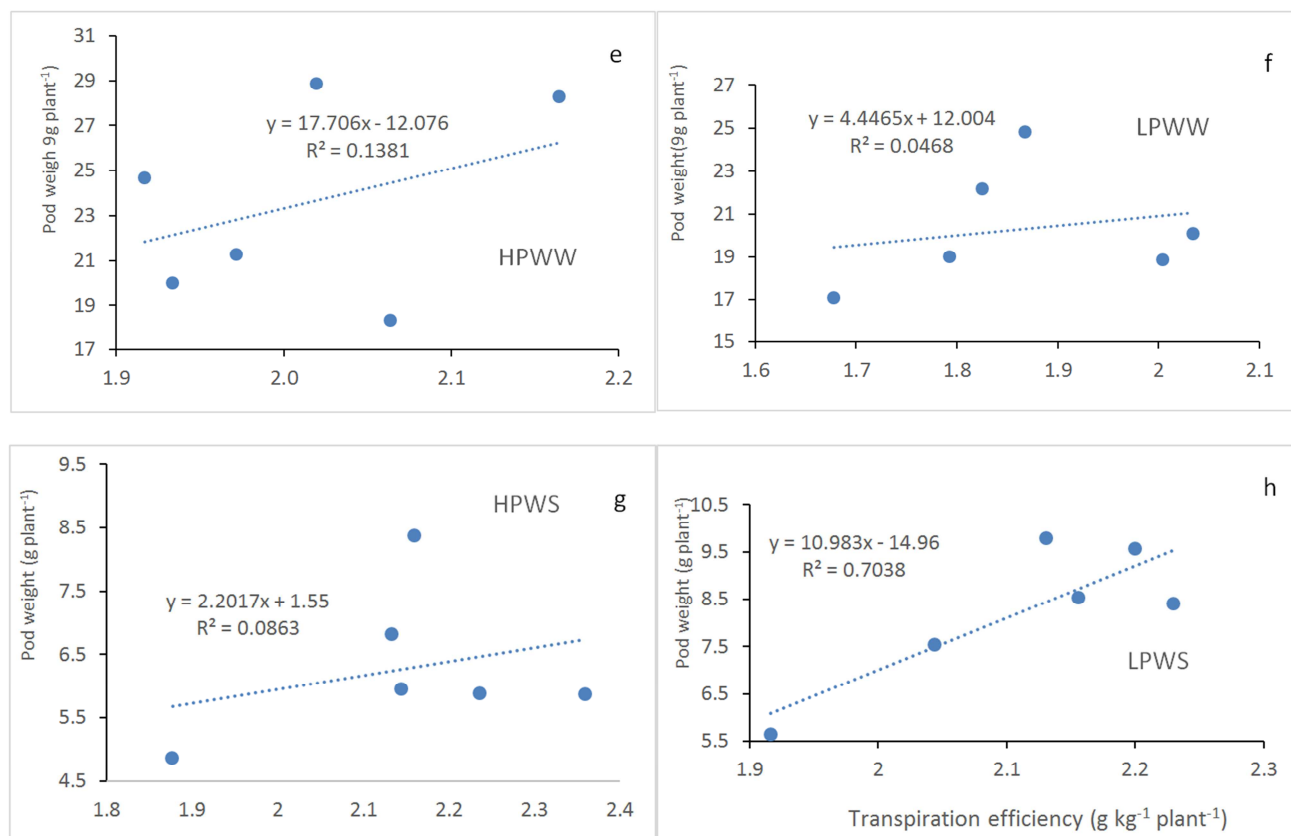 e
Pod weigh 9g plant⁻¹)
31
29
27
25
23
21
19
17
y = 17.706x - 12.076
R² = 0.1381
HPWW
1.9
2.0
2.1
2.2
f
Pod weight(9g plant⁻¹)
27
25
23
21
19
17
15
y = 4.4465x + 12.004
R² = 0.0468
LPWW
1.6
1.7
1.8
1.9
2
2.1
g
Pod weight (g plant⁻¹)
9.5
8.5
7.5
6.5
5.5
4.5
HPWS
y = 2.2017x + 1.55
R² = 0.0863
1.8
1.9
2
2.1
2.2
2.3
2.4
h
Pod weight (g plant⁻¹)
10.5
9.5
8.5
7.5
6.5
5.5
y = 10.983x - 14.96
R² = 0.7038
LPWS
1.9
2
2.1
2.2
2.3
Transpiration efficiency (g kg⁻¹ plant⁻¹)